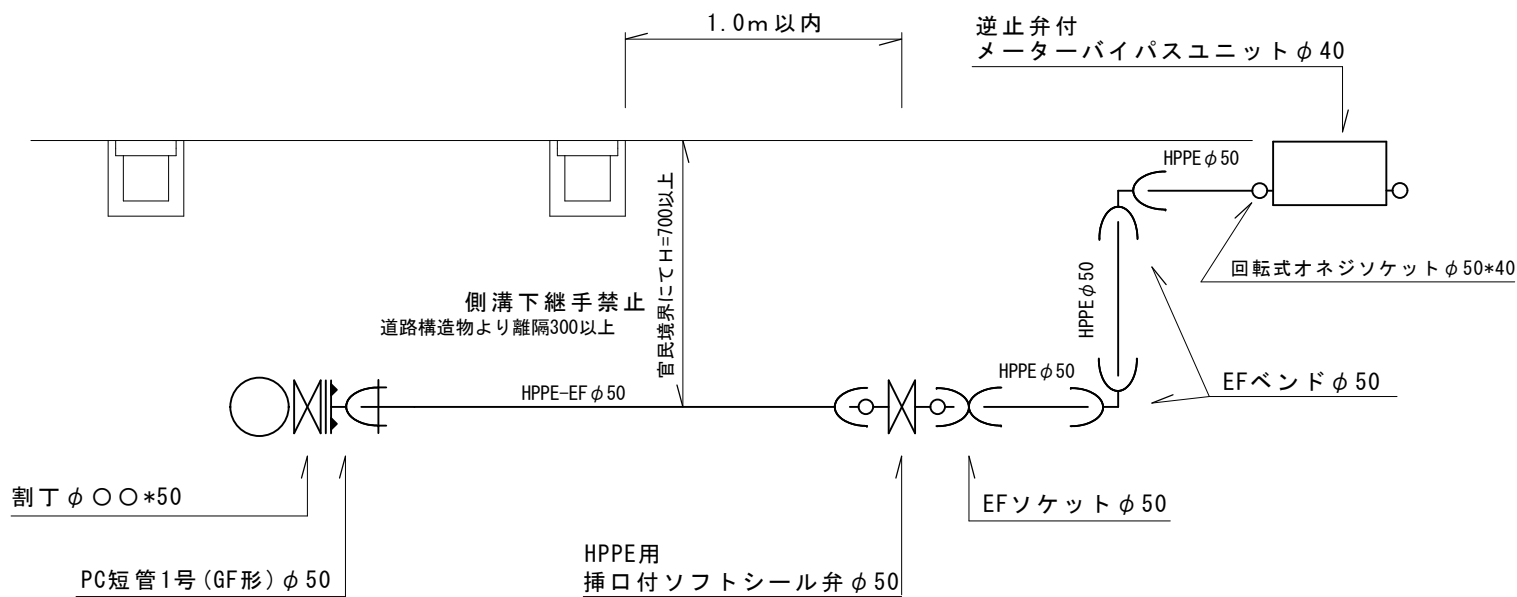 1.0m以内
逆止弁付
メーターバイパスユニットφ40
HPPEφ50
回転式オネジソケットφ50*40
HPPEφ50
官民境界にてH=700以上
側溝下継手禁止
道路構造物より離隔300以上
HPPEφ50
EFベンドφ50
HPPE-EFφ50
割丁φ○○*50
EFソケットφ50
PC短管1号(GF形)φ50
HPPE用
挿口付ソフトシール弁φ50